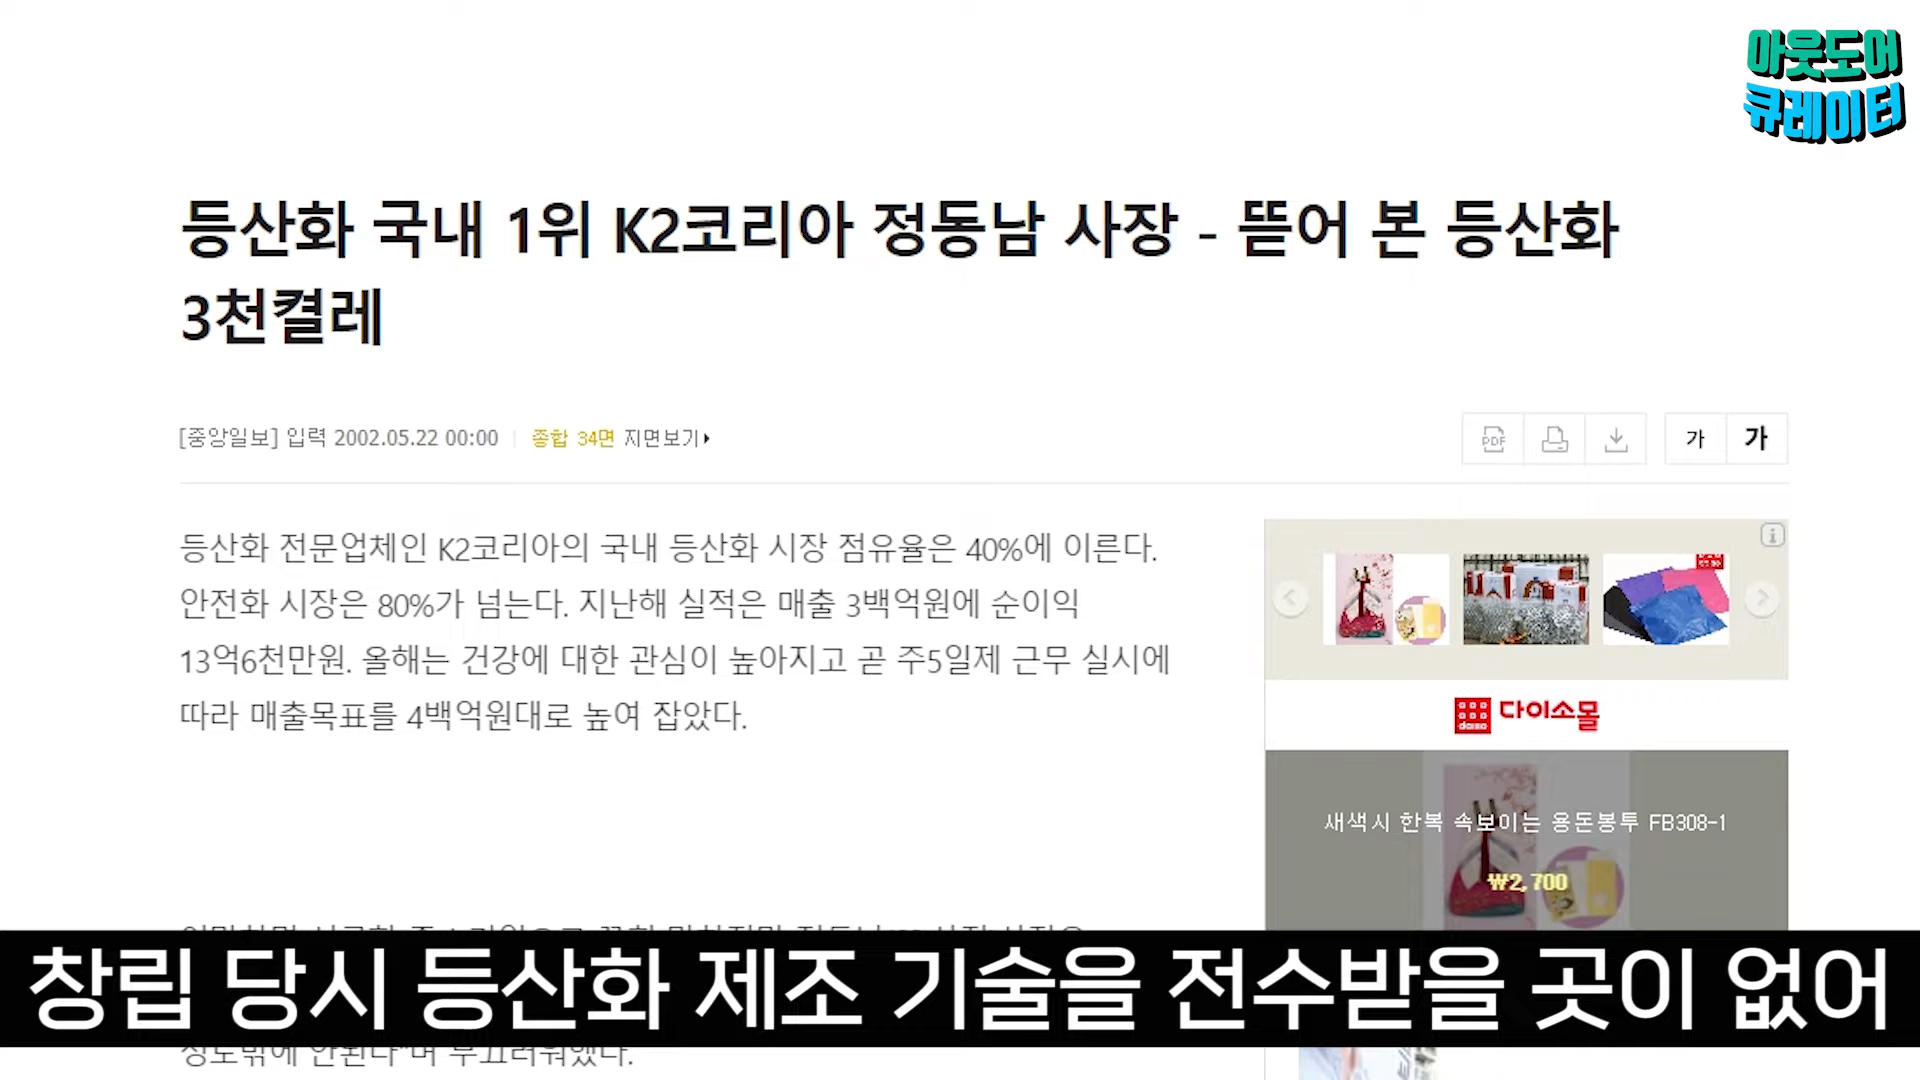 아웃도어
큐레이터
등산화 국내 1위 K2코리아 정동남 사장 - 뜯어 본 등산화
3천켤레
[중앙일보] 입력 2002.05.22 00:00
종합 34면 지면보기
PDF
가 가
등산화 전문업체인 K2코리아의 국내 등산화 시장 점유율은 40%에 이른다.
안전화 시장은 80%가 넘는다. 지난해 실적은 매출 3백억원에 순이익
13억6천만원. 올해는 건강에 대한 관심이 높아지고 곧 주5일제 근무 실시에
따라 매출목표를 4백억원대로 높여 잡았다.
다이소몰
새색시 한복 속보이는 용돈봉투 FB308-1
₩2,700
창립 당시 등산화 제조 기술을 전수받을 곳이 없어